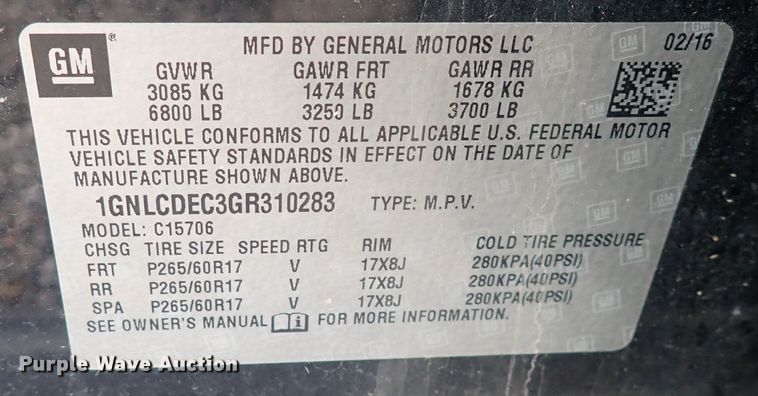 GM ®
MFD BY GENERAL MOTORS LLC 02/16
GVWR GAWR FRT GAWR RR
3085 KG 1474 KG 1678 KG
6800 LB 3250 LB 3700 LB
THIS VEHICLE CONFORMS TO ALL APPLICABLE U.S. FEDERAL MOTOR
VEHICLE SAFETY STANDARDS IN EFFECT ON THE DATE OF
MANUFACTURE SHOWN ABOVE.
1GNLCDEC3GR310283 TYPE: M.P.V.
MODEL: C15706
CHSG TIRE SIZE SPEED RTG RIM COLD TIRE PRESSURE
FRT P265/60R17 V 17X8J 280KPA(40PSI)
RR P265/60R17 V 17X8J 280KPA(40PSI)
SPA P265/60R17 V 17X8J 280KPA(40PSI)
SEE OWNER'S MANUAL i FOR MORE INFORMATION.
Purple Wave Auction